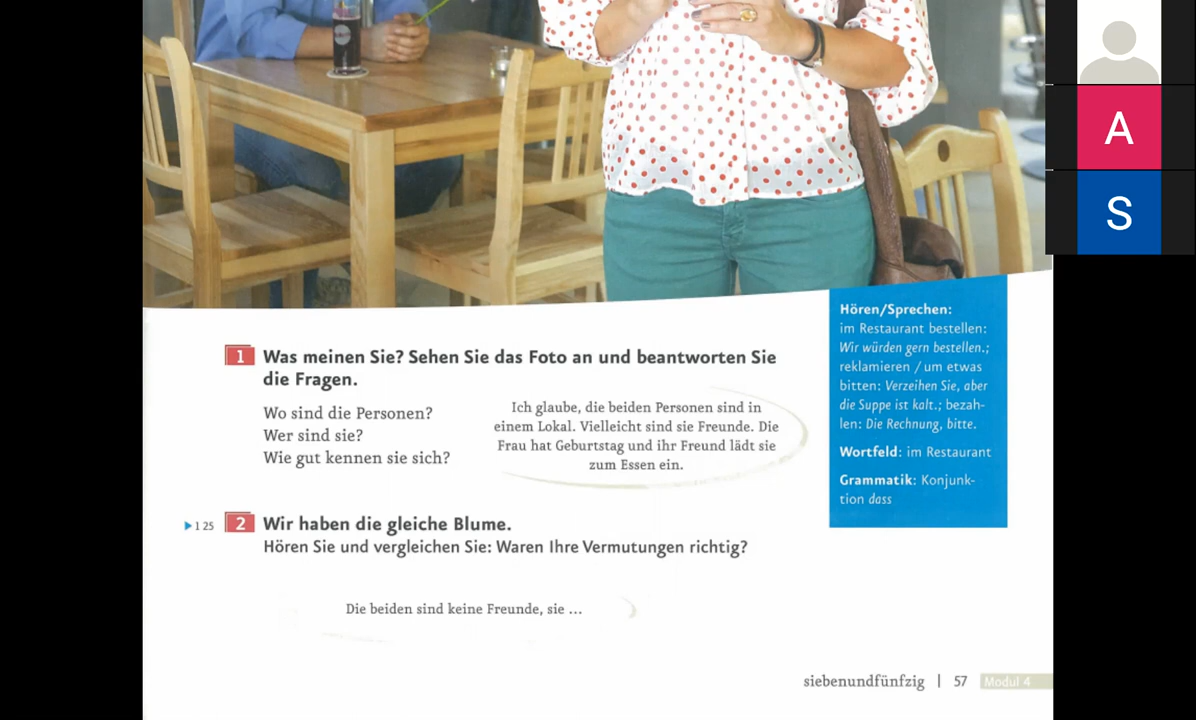 A
S
1 Was meinen Sie? Sehen Sie das Foto an und beantworten Sie
die Fragen.
Wo sind die Personen?
Wer sind sie?
Wie gut kennen sie sich?
Ich glaube, die beiden Personen sind in
einem Lokal. Vielleicht sind sie Freunde. Die
Frau hat Geburtstag und ihr Freund lädt sie
zum Essen ein.
Hören/Sprechen:
im Restaurant bestellen:
Wir würden gern bestellen.;
reklamieren / um etwas
bitten: Verzeihen Sie, aber
die Suppe ist kalt.; bezah-
len: Die Rechnung, bitte.
Wortfeld: im Restaurant
Grammatik: Konjunk-
tion dass
▶ 1 25 2 Wir haben die gleiche Blume.
Hören Sie und vergleichen Sie: Waren Ihre Vermutungen richtig?
Die beiden sind keine Freunde, sie ...
siebenundfünfzig | 57 Modul 4